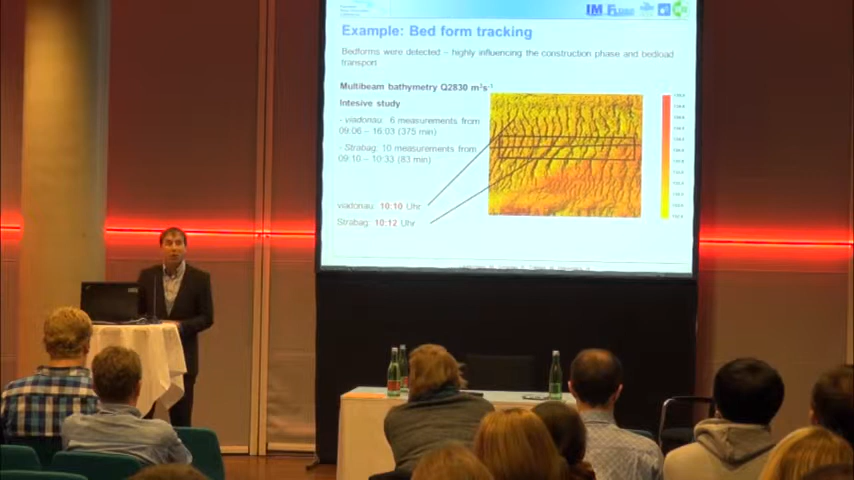 Example: Bed form tracking
Bedforms were detected – highly influencing the construction phase and bedload
transport
Multibeam bathymetry Q2830 m³s⁻¹
Intesive study
- viadonau: 6 measurements from
09.06 – 16.03 (375 min)
- Strabag: 10 measurements from
09.10 – 10:33 (83 min)
viadonau: 10:10 Uhr
Strabag: 10:12 Uhr